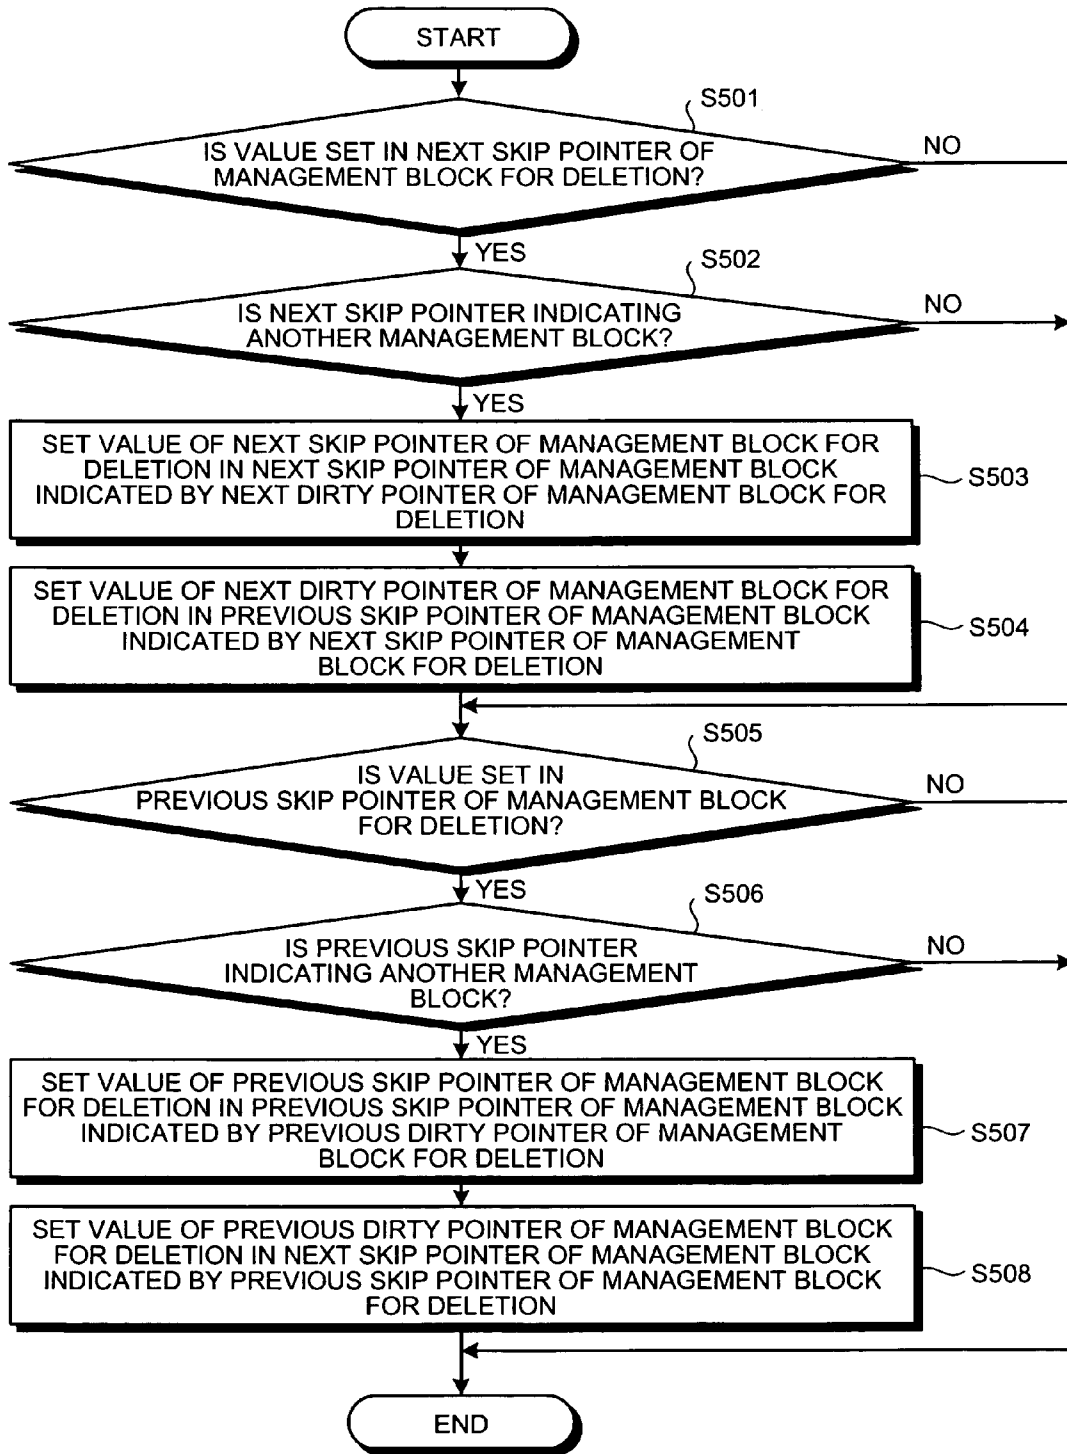 START
S501
IS VALUE SET IN NEXT SKIP POINTER OF
MANAGEMENT BLOCK FOR DELETION?
NO
YES
S502
IS NEXT SKIP POINTER INDICATING
ANOTHER MANAGEMENT BLOCK?
NO
YES
SET VALUE OF NEXT SKIP POINTER OF MANAGEMENT BLOCK FOR
DELETION IN NEXT SKIP POINTER OF MANAGEMENT BLOCK
INDICATED BY NEXT DIRTY POINTER OF MANAGEMENT BLOCK FOR
DELETION
S503
SET VALUE OF NEXT DIRTY POINTER OF MANAGEMENT BLOCK FOR
DELETION IN PREVIOUS SKIP POINTER OF MANAGEMENT BLOCK
INDICATED BY NEXT SKIP POINTER OF MANAGEMENT
BLOCK FOR DELETION
S504
S505
IS VALUE SET IN
PREVIOUS SKIP POINTER OF MANAGEMENT BLOCK
FOR DELETION?
NO
YES
S506
IS PREVIOUS SKIP POINTER
INDICATING ANOTHER MANAGEMENT
BLOCK?
NO
YES
SET VALUE OF PREVIOUS SKIP POINTER OF MANAGEMENT BLOCK
FOR DELETION IN PREVIOUS SKIP POINTER OF MANAGEMENT BLOCK
INDICATED BY PREVIOUS DIRTY POINTER OF MANAGEMENT
BLOCK FOR DELETION
S507
SET VALUE OF PREVIOUS DIRTY POINTER OF MANAGEMENT BLOCK
FOR DELETION IN NEXT SKIP POINTER OF MANAGEMENT BLOCK
INDICATED BY PREVIOUS SKIP POINTER OF MANAGEMENT BLOCK
FOR DELETION
S508
END